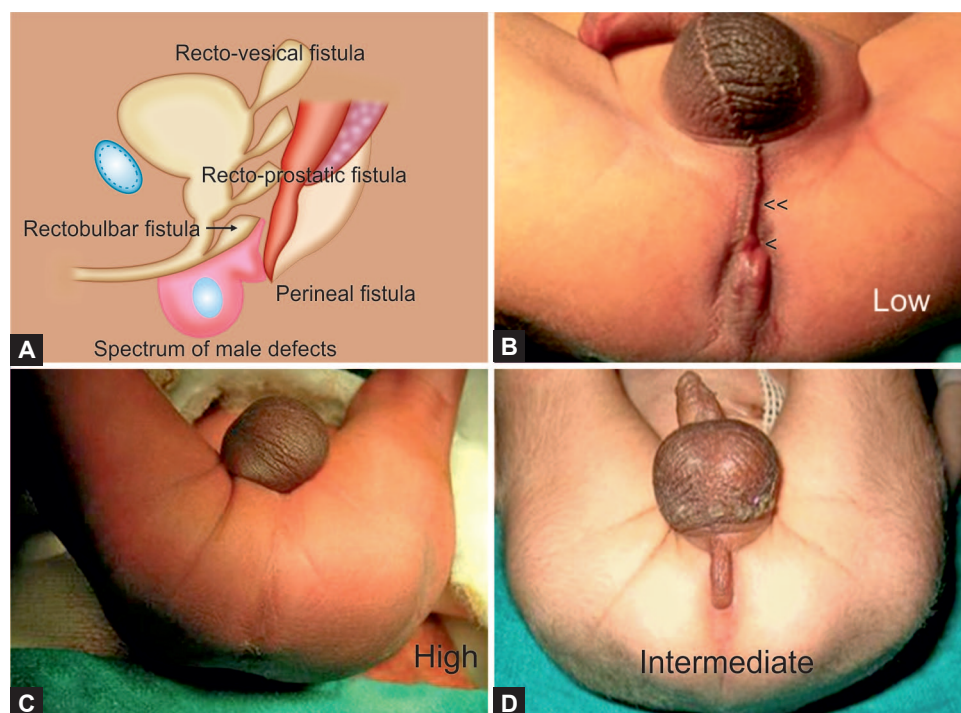 Recto-vesical fistula
Recto-prostatic fistula
Rectobulbar fistula
Perineal fistula
Spectrum of male defects
A
<<
<
Low
B
High
C
Intermediate
D